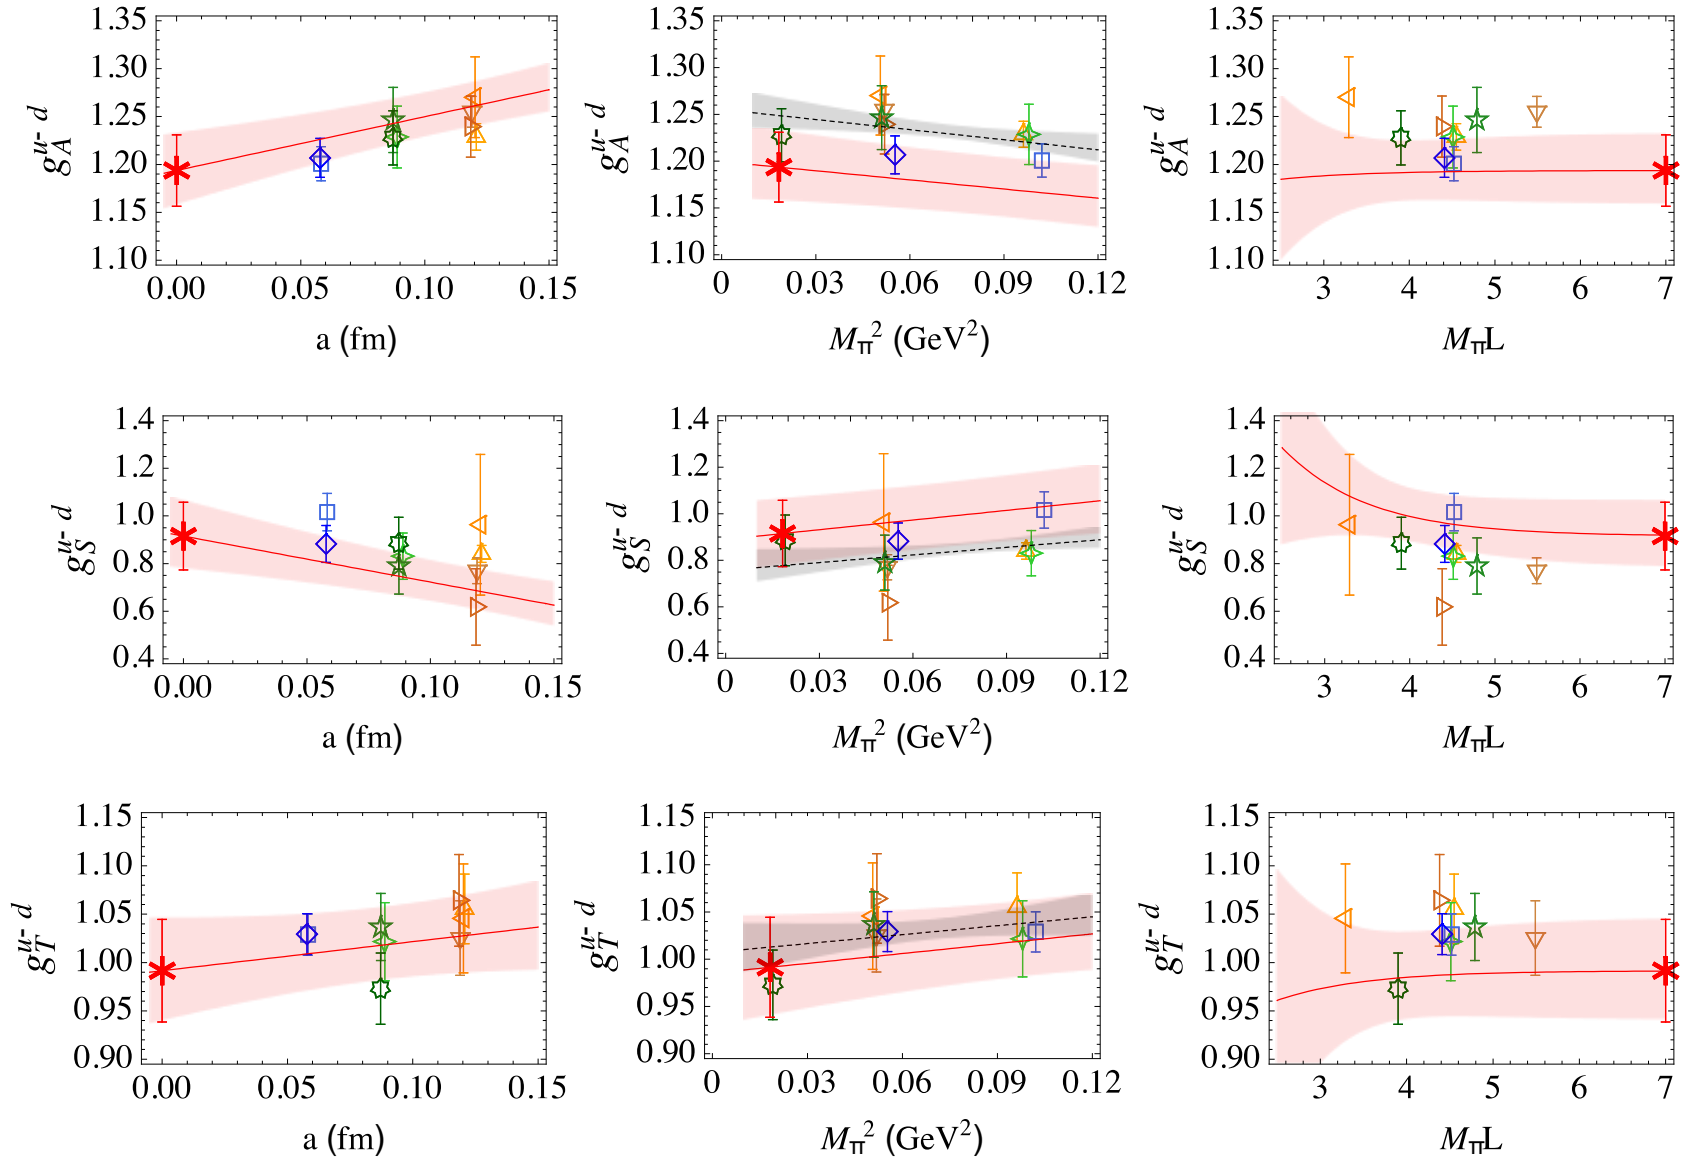 1.35 1.30 1.25 1.20 1.15 1.10
g_A^{u-d}
0.00 0.05 0.10 0.15
a (fm)
1.35 1.30 1.25 1.20 1.15 1.10
g_A^{u-d}
0 0.03 0.06 0.09 0.12
M_π^2 (GeV^2)
1.35 1.30 1.25 1.20 1.15 1.10
g_A^{u-d}
3 4 5 6 7
M_πL
1.4 1.2 1.0 0.8 0.6 0.4
g_S^{u-d}
0.00 0.05 0.10 0.15
a (fm)
1.4 1.2 1.0 0.8 0.6 0.4
g_S^{u-d}
0 0.03 0.06 0.09 0.12
M_π^2 (GeV^2)
1.4 1.2 1.0 0.8 0.6 0.4
g_S^{u-d}
3 4 5 6 7
M_πL
1.15 1.10 1.05 1.00 0.95 0.90
g_T^{u-d}
0.00 0.05 0.10 0.15
a (fm)
1.15 1.10 1.05 1.00 0.95 0.90
g_T^{u-d}
0 0.03 0.06 0.09 0.12
M_π^2 (GeV^2)
1.15 1.10 1.05 1.00 0.95 0.90
g_T^{u-d}
3 4 5 6 7
M_πL